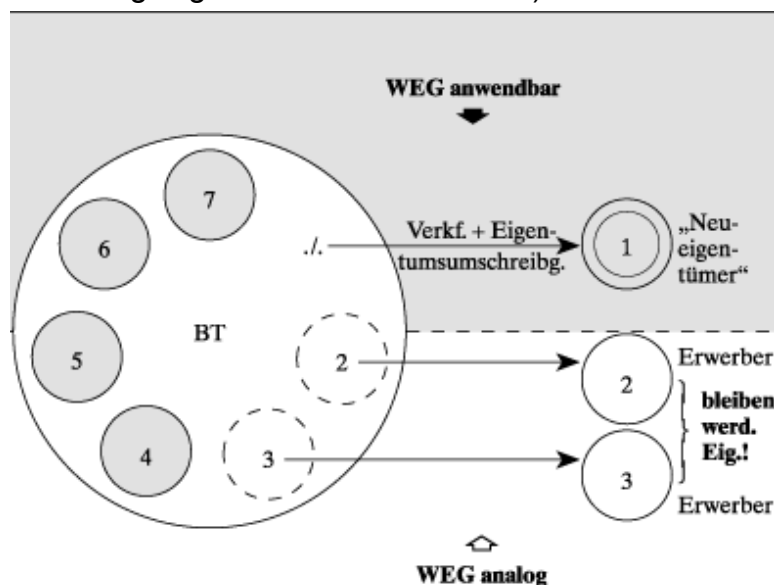 WEG anwendbar
7
6
./.
Verkf. + Eigen-
tumsumschreibg.
1
„Neu-
eigen-
tümer“
5
BT
2
2
Erwerber
bleiben
werd.
Eig.!
4
3
3
Erwerber
WEG analog